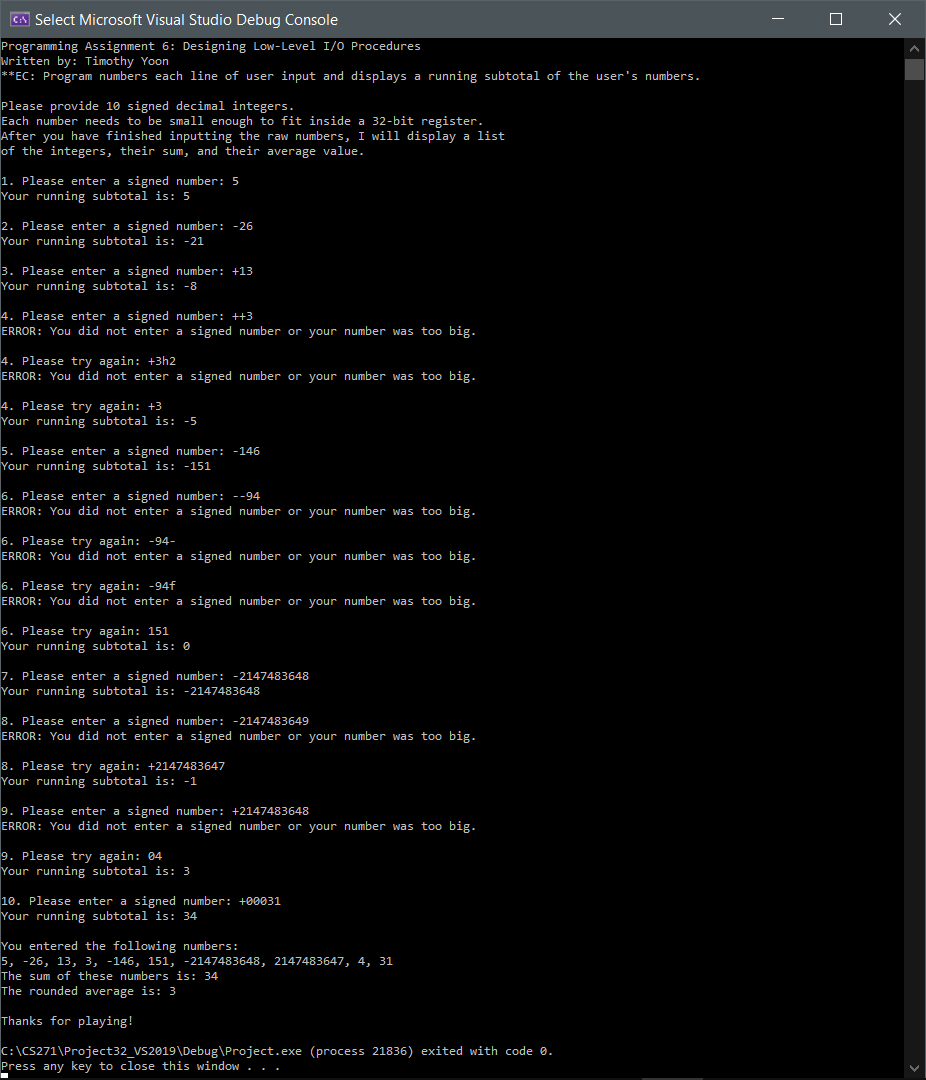 Select Microsoft Visual Studio Debug Console
Programming Assignment 6: Designing Low-Level I/O Procedures
Written by: Timothy Yoon
**EC: Program numbers each line of user input and displays a running subtotal of the user's numbers.
Please provide 10 signed decimal integers.
Each number needs to be small enough to fit inside a 32-bit register.
After you have finished inputting the raw numbers, I will display a list
of the integers, their sum, and their average value.
1. Please enter a signed number: 5
Your running subtotal is: 5
2. Please enter a signed number: -26
Your running subtotal is: -21
3. Please enter a signed number: +13
Your running subtotal is: -8
4. Please enter a signed number: ++3
ERROR: You did not enter a signed number or your number was too big.
4. Please try again: +3h2
ERROR: You did not enter a signed number or your number was too big.
4. Please try again: +3
Your running subtotal is: -5
5. Please enter a signed number: -146
Your running subtotal is: -151
6. Please enter a signed number: --94
ERROR: You did not enter a signed number or your number was too big.
6. Please try again: -94-
ERROR: You did not enter a signed number or your number was too big.
6. Please try again: -94f
ERROR: You did not enter a signed number or your number was too big.
6. Please try again: 151
Your running subtotal is: 0
7. Please enter a signed number: -2147483648
Your running subtotal is: -2147483648
8. Please enter a signed number: -2147483649
ERROR: You did not enter a signed number or your number was too big.
8. Please try again: +2147483647
Your running subtotal is: -1
9. Please enter a signed number: +2147483648
ERROR: You did not enter a signed number or your number was too big.
9. Please try again: 04
Your running subtotal is: 3
10. Please enter a signed number: +00031
Your running subtotal is: 34
You entered the following numbers:
5, -26, 13, 3, -146, 151, -2147483648, 2147483647, 4, 31
The sum of these numbers is: 34
The rounded average is: 3
Thanks for playing!
C:\CS271\Project32_VS2019\Debug\Project.exe (process 21836) exited with code 0.
Press any key to close this window . . .